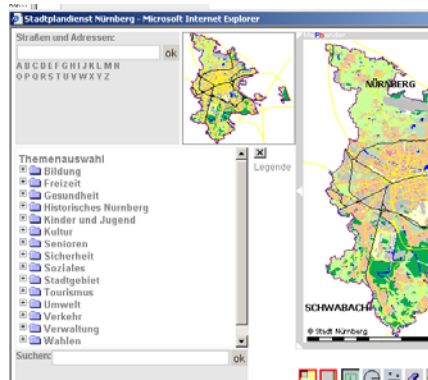 Stadtplandienst Nürnberg - Microsoft Internet Explorer
Straßen und Adressen:
ok
A B C D E F G H I J K L M N
O P Q R S T U V W X Y Z
Themenauswahl
Bildung
Freizeit
Gesundheit
Historisches Nürnberg
Kinder und Jugend
Kultur
Senioren
Sicherheit
Soziales
Stadtgebiet
Tourismus
Umwelt
Verkehr
Verwaltung
Wahlen
Suchen:
ok
Legende
NÜRNBERG
SCHWABACH
© Stadt Nürnberg